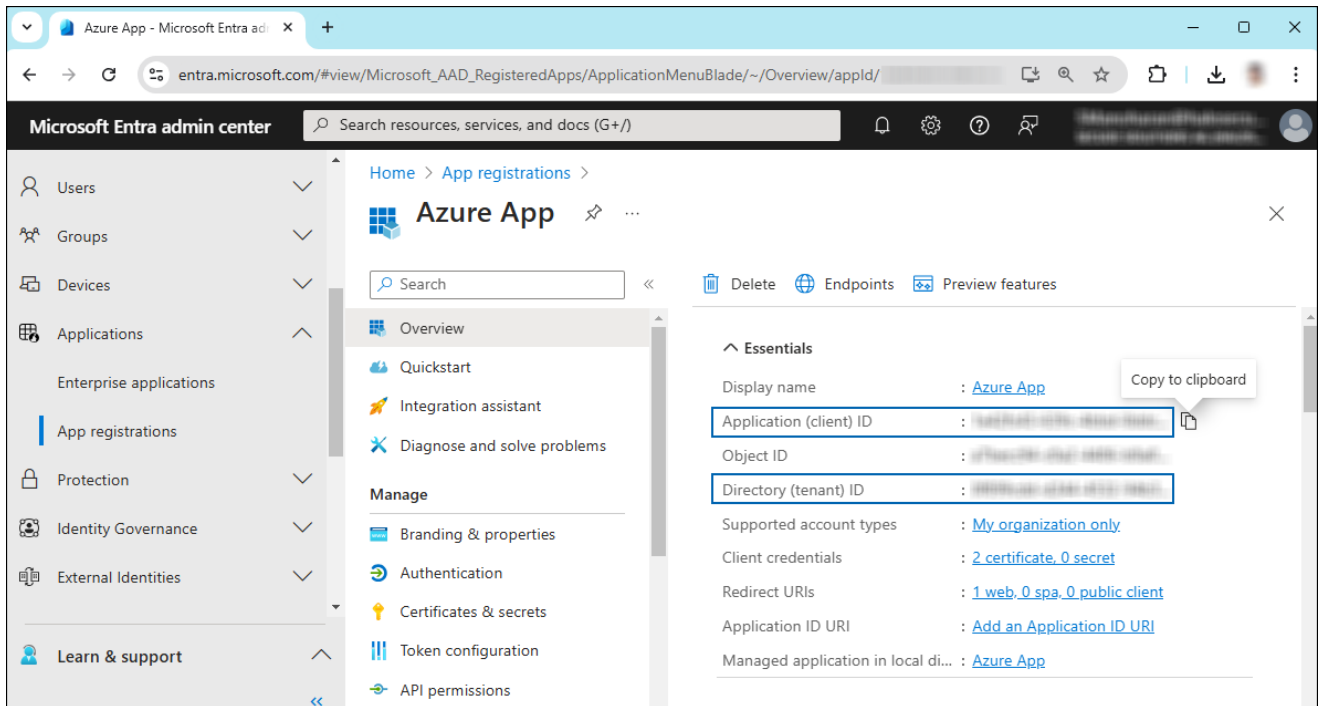 Azure App - Microsoft Entra ad
entra.microsoft.com/#view/Microsoft_AAD_RegisteredApps/ApplicationMenuBlade/~/Overview/appId/
Microsoft Entra admin center
Search resources, services, and docs (G+/)
Users
Groups
Devices
Applications
Enterprise applications
App registrations
Protection
Identity Governance
External Identities
Learn & support
Home > App registrations >
Azure App
Search
Overview
Quickstart
Integration assistant
Diagnose and solve problems
Manage
Branding & properties
Authentication
Certificates & secrets
Token configuration
API permissions
Delete
Endpoints
Preview features
Essentials
Copy to clipboard
Display name : Azure App
Application (client) ID :
Object ID :
Directory (tenant) ID :
Supported account types : My organization only
Client credentials : 2 certificate, 0 secret
Redirect URIs : 1 web, 0 spa, 0 public client
Application ID URI : Add an Application ID URI
Managed application in local di... : Azure App